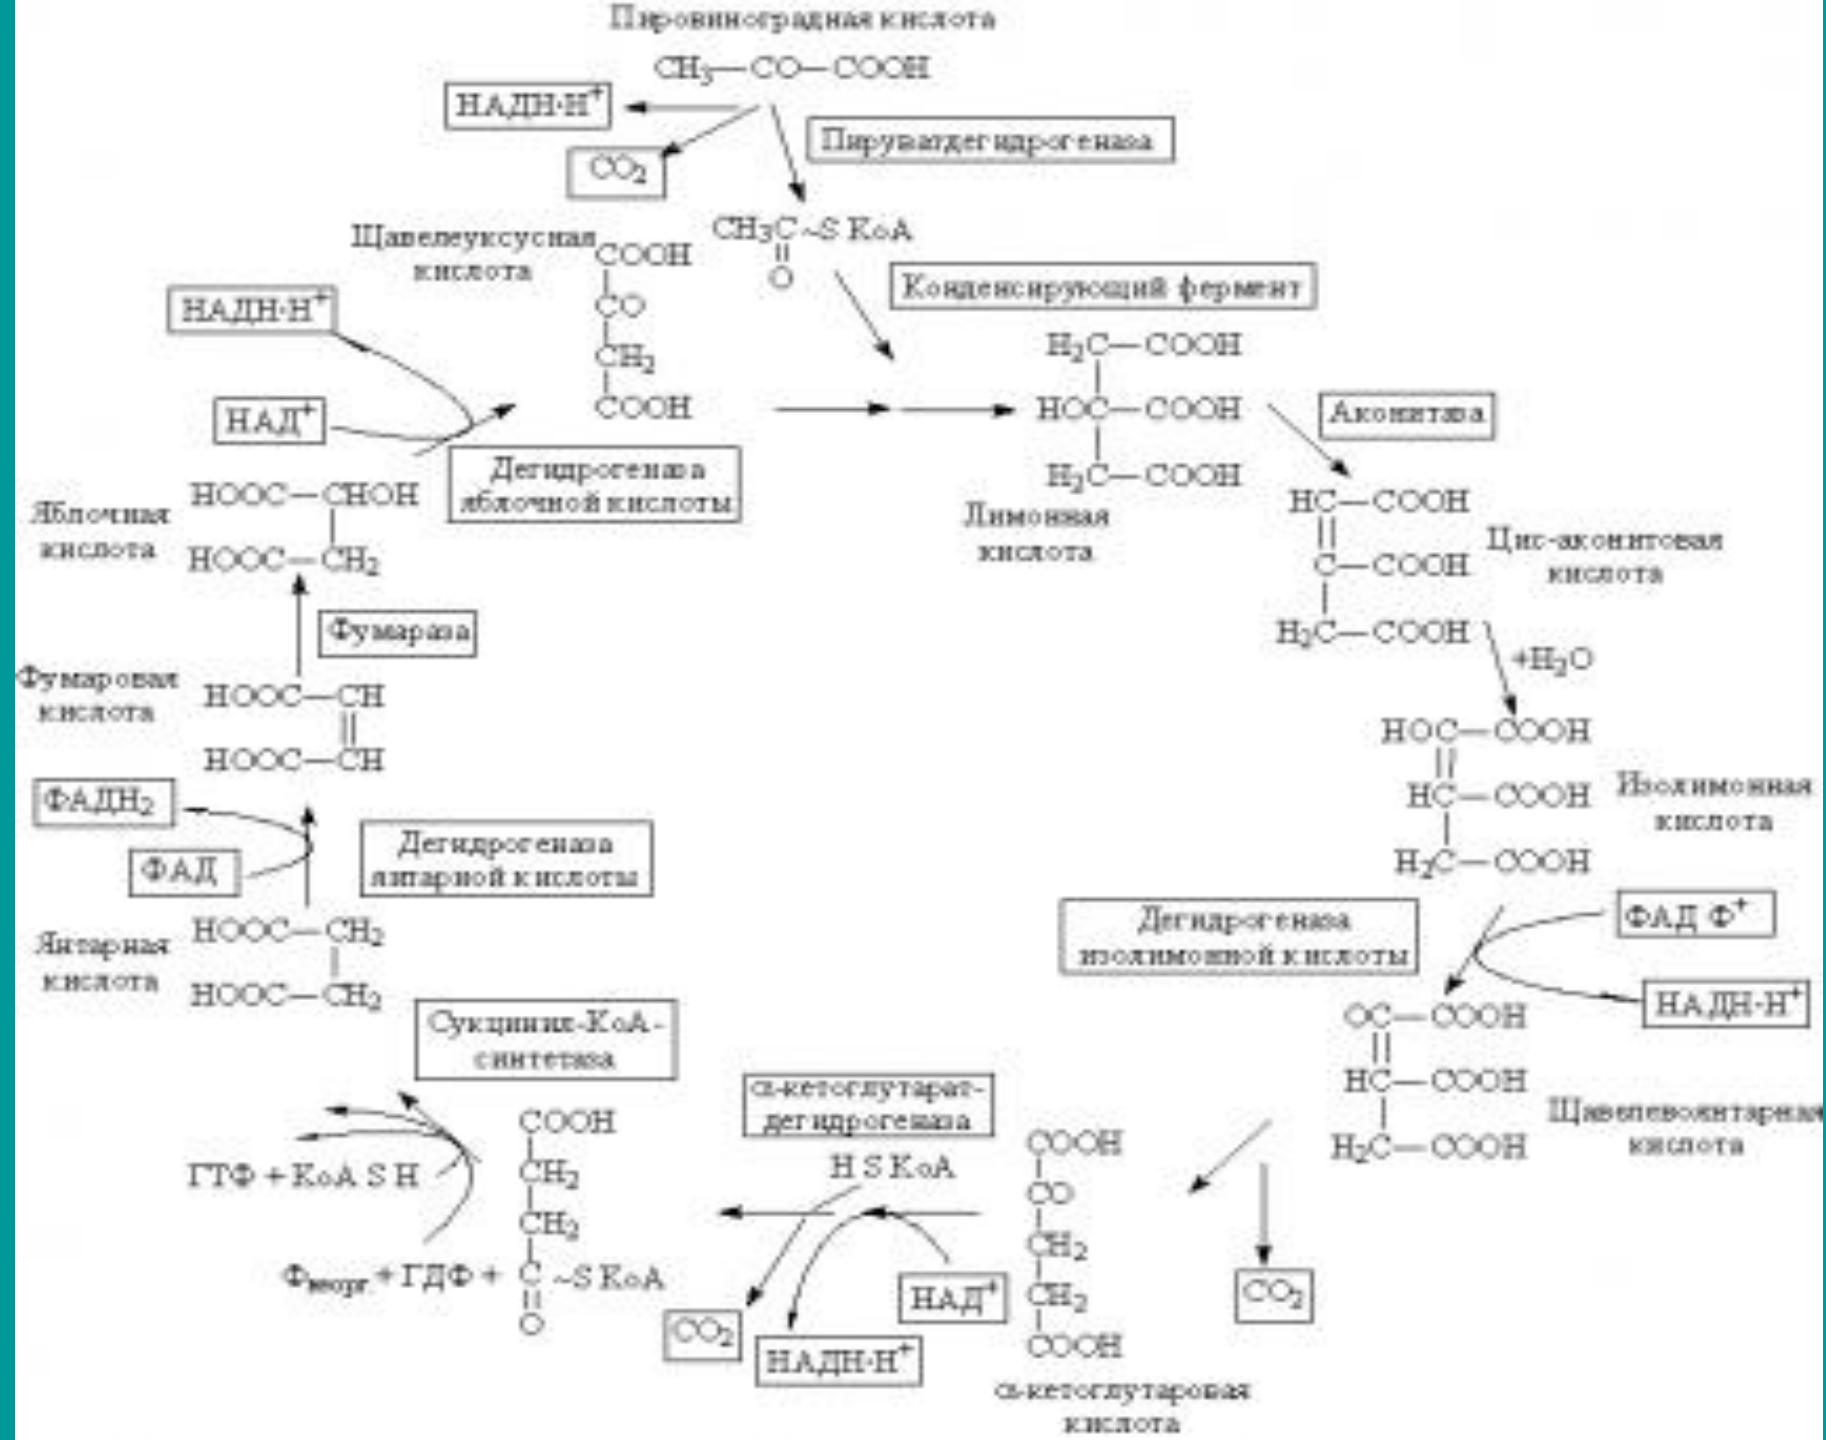 Пировиноградная кислота
CH₃—CO—COOH
НАДН·Н⁺
CO₂
Пируватдегидрогеназа
Щавелеуксусная
кислота
COOH
CO
CH₂
COOH
CH₃C~S KoA
O
Конденсирующий фермент
НАДН·Н⁺
НАД⁺
Дегидрогеназа
яблочной кислоты
H₂C—COOH
HOC—COOH
H₂C—COOH
Лимонная
кислота
Аконитаза
HC—COOH
C—COOH
H₂C—COOH
Цис-аконитовая
кислота
+H₂O
Яблочная
кислота
HOOC—CHOH
HOOC—CH₂
Фумараза
Фумаровая
кислота
HOOC—CH
HOOC—CH
HOC—COOH
HC—COOH
H₂C—COOH
Изолимонная
кислота
ФАДН₂
ФАД
Дегидрогеназа
янтарной кислоты
Дегидрогеназа
изолимонной кислоты
ФАД Ф⁺
НАДН·Н⁺
Янтарная
кислота
HOOC—CH₂
HOOC—CH₂
OC—COOH
HC—COOH
H₂C—COOH
Щавелевоянтарная
кислота
Сукцинил-КоА-
синтетаза
ГТФ + КоА S H
Фнеорг. + ГДФ +
COOH
CH₂
CH₂
C ~S KoA
O
α-кетоглутарат-
дегидрогеназа
H S KoA
CO₂
НАДН·Н⁺
НАД⁺
COOH
CO
CH₂
CH₂
COOH
CO₂
α-кетоглутаровая
кислота